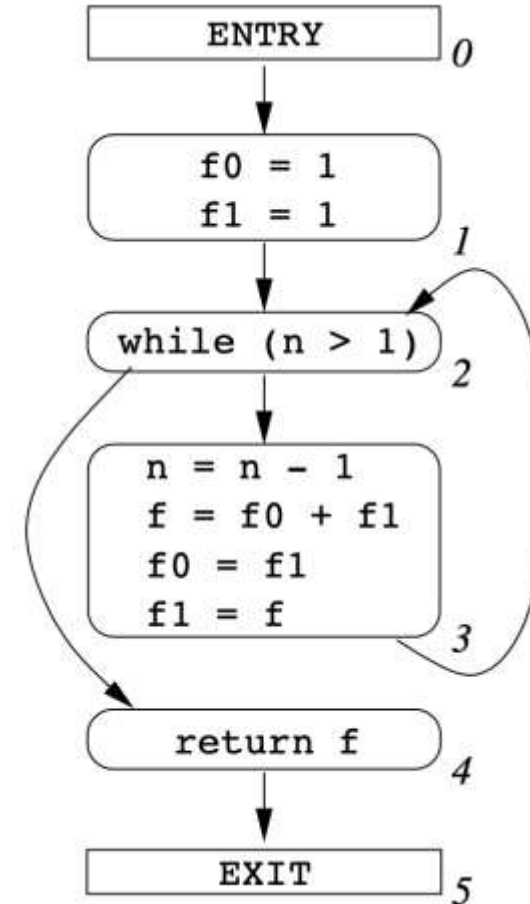 ENTRY
0
f0 = 1
f1 = 1
1
while (n > 1)
2
n = n - 1
f = f0 + f1
f0 = f1
f1 = f
3
return f
4
EXIT
5